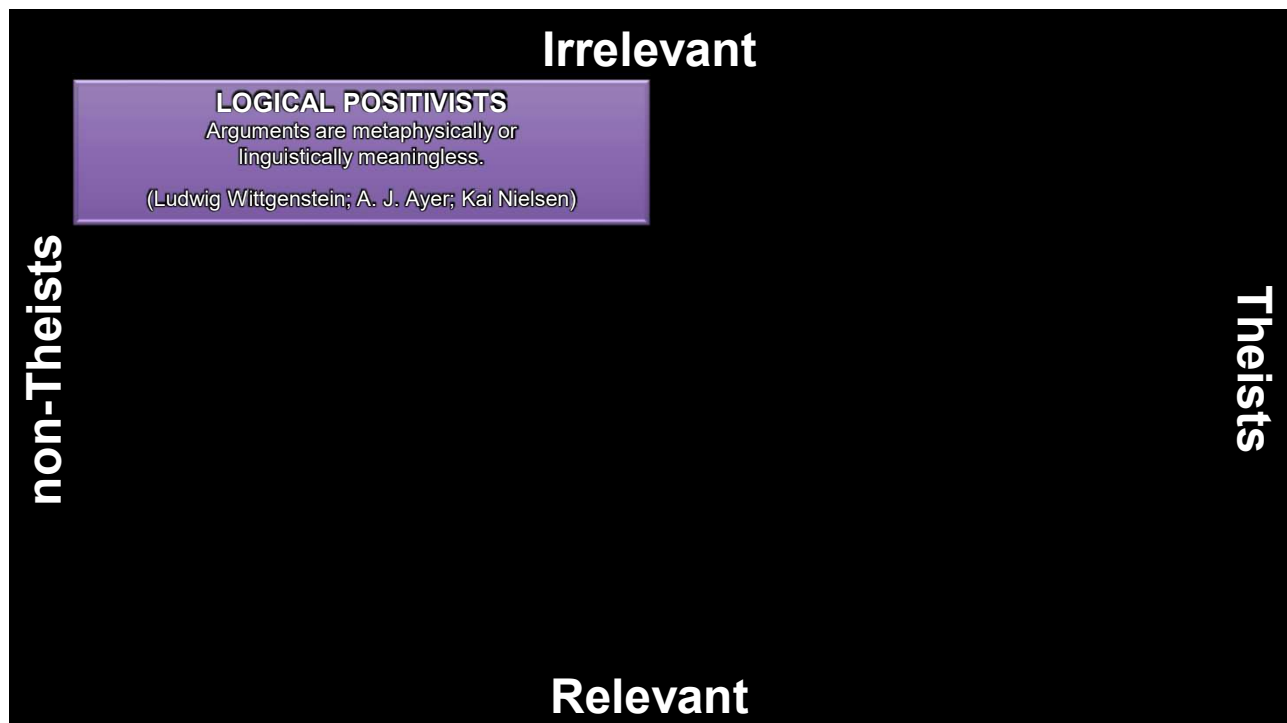 Irrelevant
LOGICAL POSITIVISTS
Arguments are metaphysically or
linguistically meaningless.
(Ludwig Wittgenstein; A. J. Ayer; Kai Nielsen)
non-Theists
Theists
Relevant